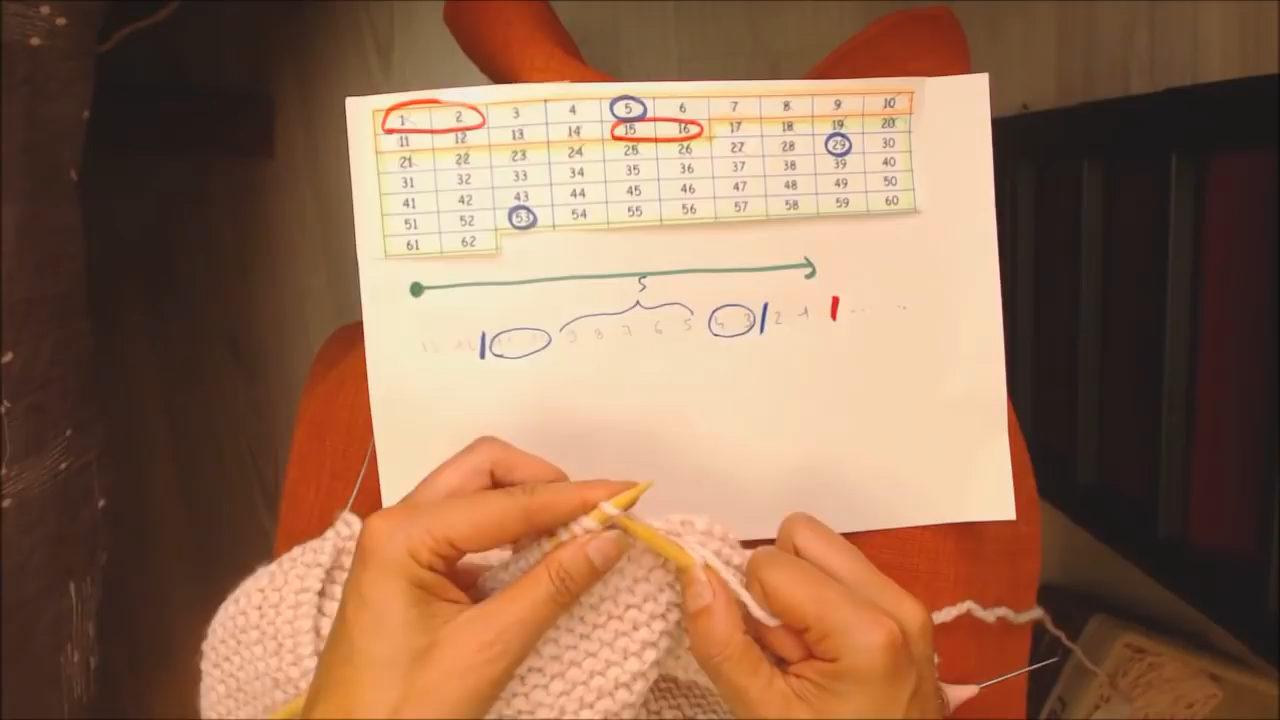 1 2 3 4 5 6 7 8 9 10
11 12 13 14 15 16 17 18 19 20
21 22 23 24 25 26 27 28 29 30
31 32 33 34 35 36 37 38 39 40
41 42 43 44 45 46 47 48 49 50
51 52 53 54 55 56 57 58 59 60
61 62
5
9 8 7 6 5 4 3 2 1